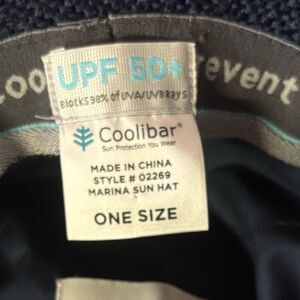 UPF 50+
Blocks 98% of UVA/UVB Rays
revent
Coolibar®
Sun Protection You Wear
MADE IN CHINA
STYLE # 02269
MARINA SUN HAT
ONE SIZE